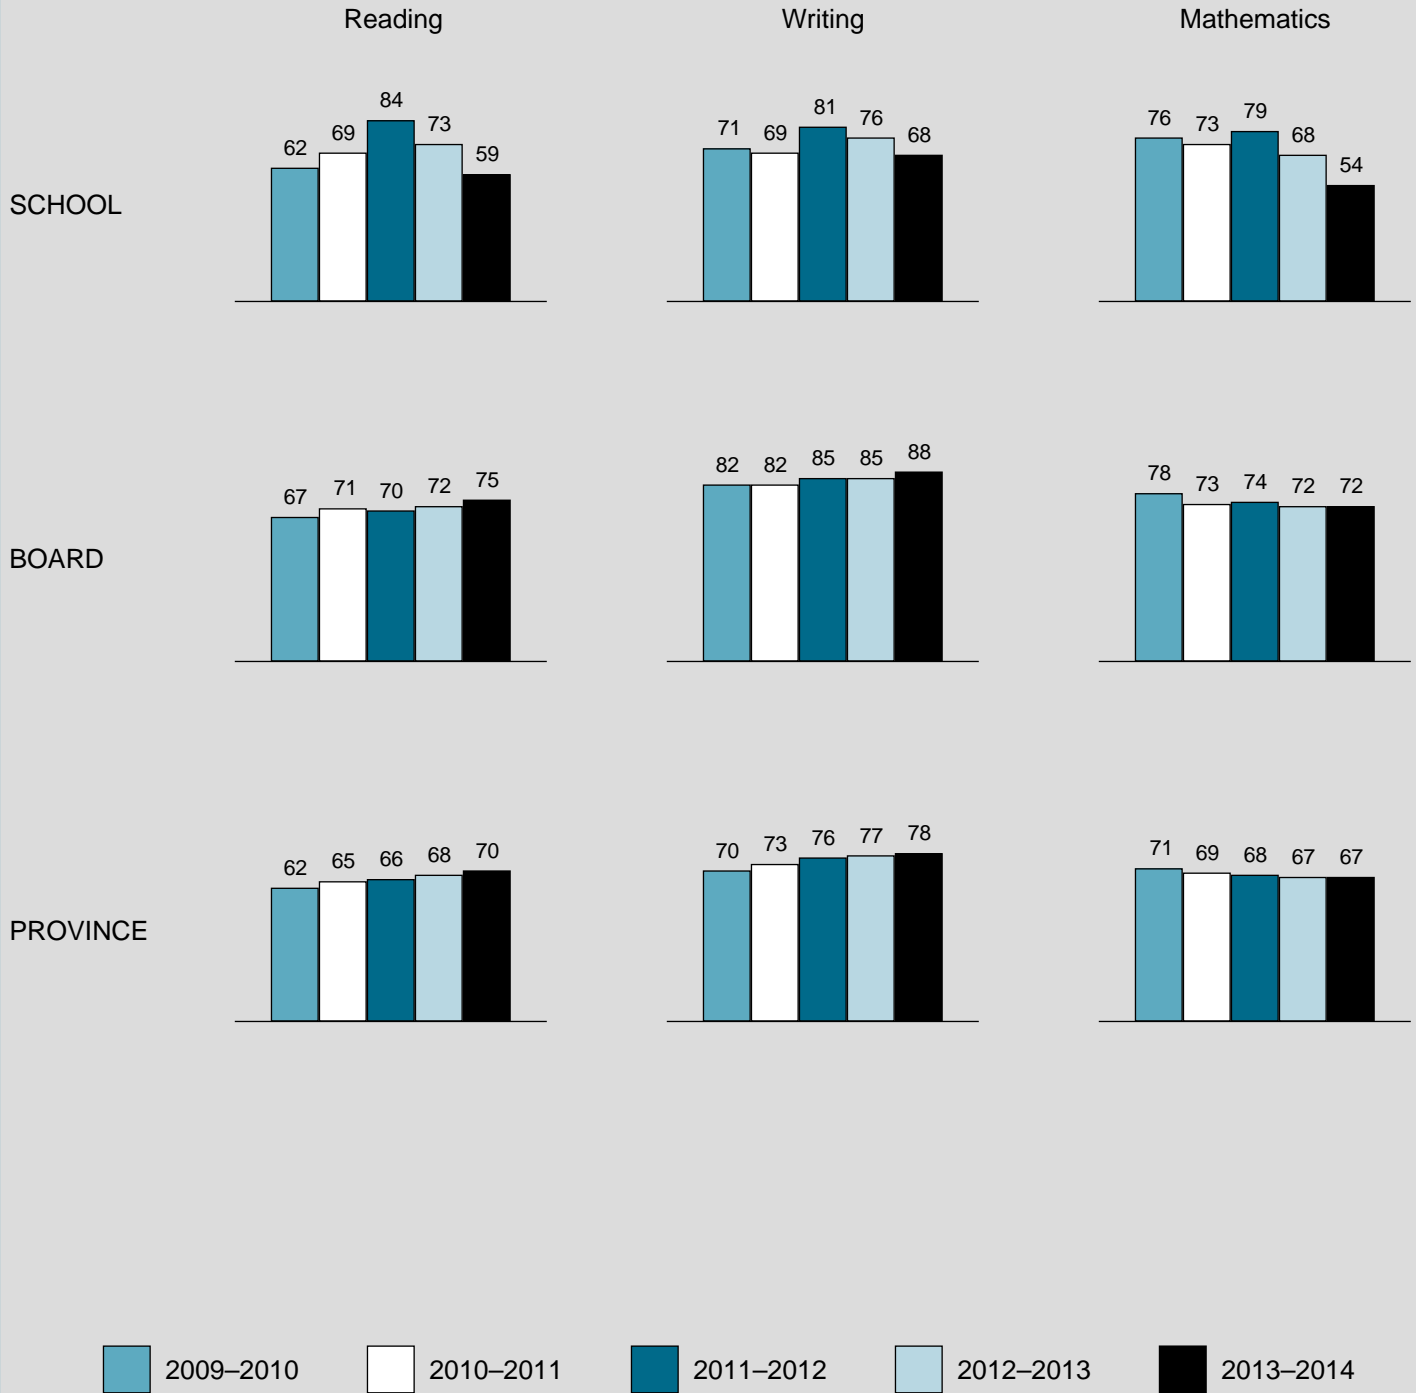 Reading Writing Mathematics
SCHOOL
62 69 84 73 59
71 69 81 76 68
76 73 79 68 54
BOARD
67 71 70 72 75
82 82 85 85 88
78 73 74 72 72
PROVINCE
62 65 66 68 70
70 73 76 77 78
71 69 68 67 67
2009–2010 2010–2011 2011–2012 2012–2013 2013–2014